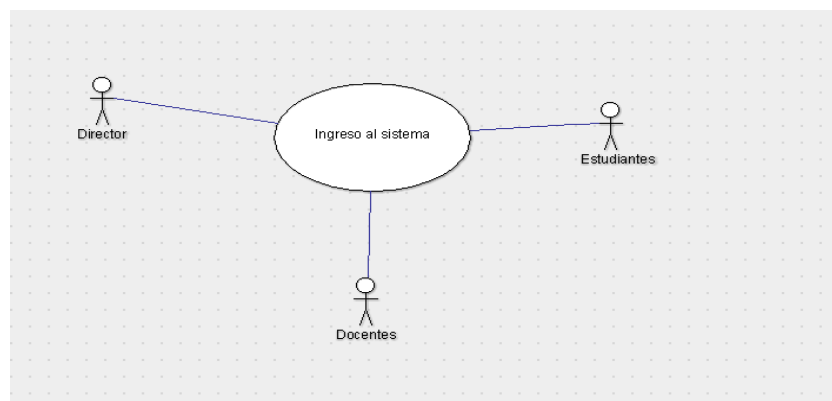 Director
Ingreso al sistema
Estudiantes
Docentes